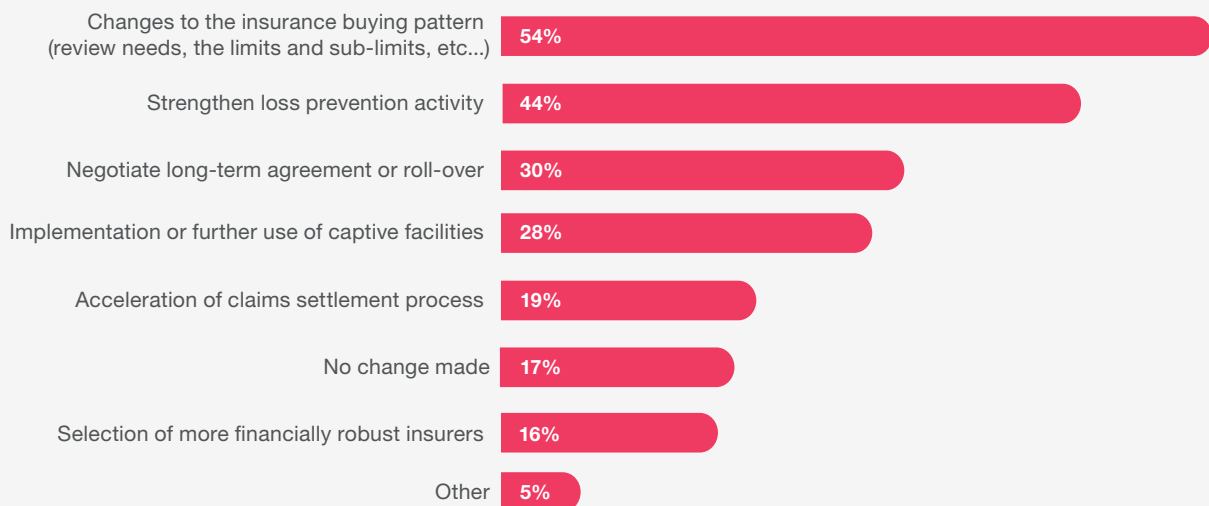 Changes to the insurance buying pattern
(review needs, the limits and sub-limits, etc...)
54%
Strengthen loss prevention activity
44%
Negotiate long-term agreement or roll-over
30%
Implementation or further use of captive facilities
28%
Acceleration of claims settlement process
19%
No change made
17%
Selection of more financially robust insurers
16%
Other
5%